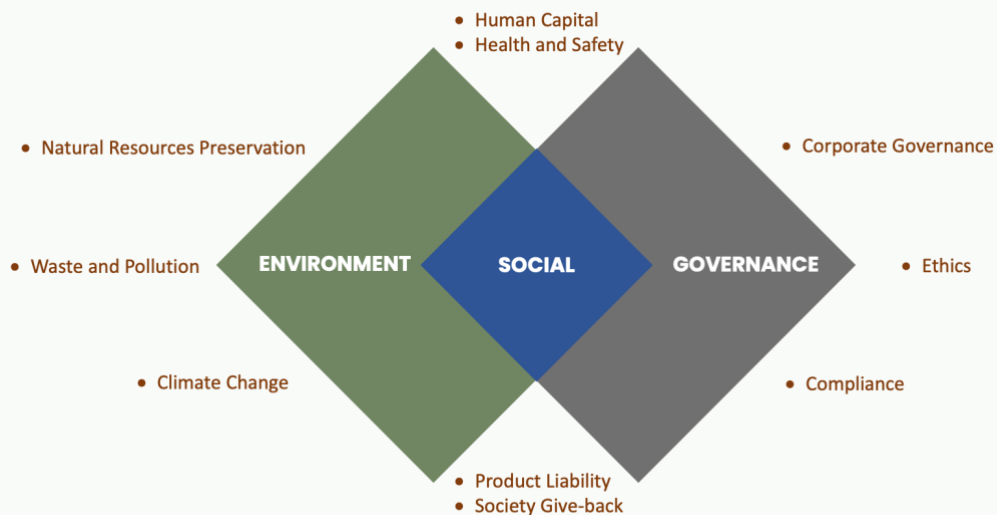 • Human Capital
• Health and Safety
• Natural Resources Preservation
• Corporate Governance
• Waste and Pollution
ENVIRONMENT
SOCIAL
GOVERNANCE
• Ethics
• Climate Change
• Compliance
• Product Liability
• Society Give-back